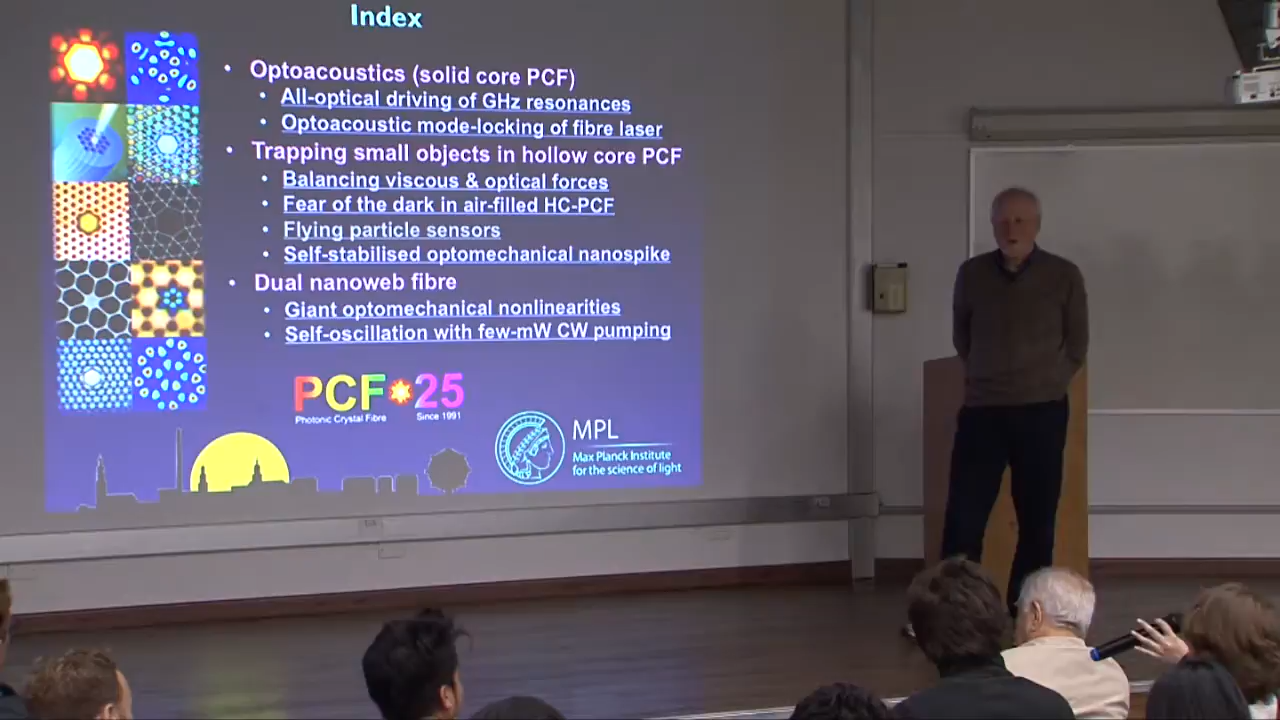 Index
• Optoacoustics (solid core PCF)
• All-optical driving of GHz resonances
• Optoacoustic mode-locking of fibre laser
• Trapping small objects in hollow core PCF
• Balancing viscous & optical forces
• Fear of the dark in air-filled HC-PCF
• Flying particle sensors
• Self-stabilised optomechanical nanospike
• Dual nanoweb fibre
• Giant optomechanical nonlinearities
• Self-oscillation with few-mW CW pumping
PCF 25
Photonic Crystal Fibre Since 1991
MPL
Max Planck Institute
for the science of light